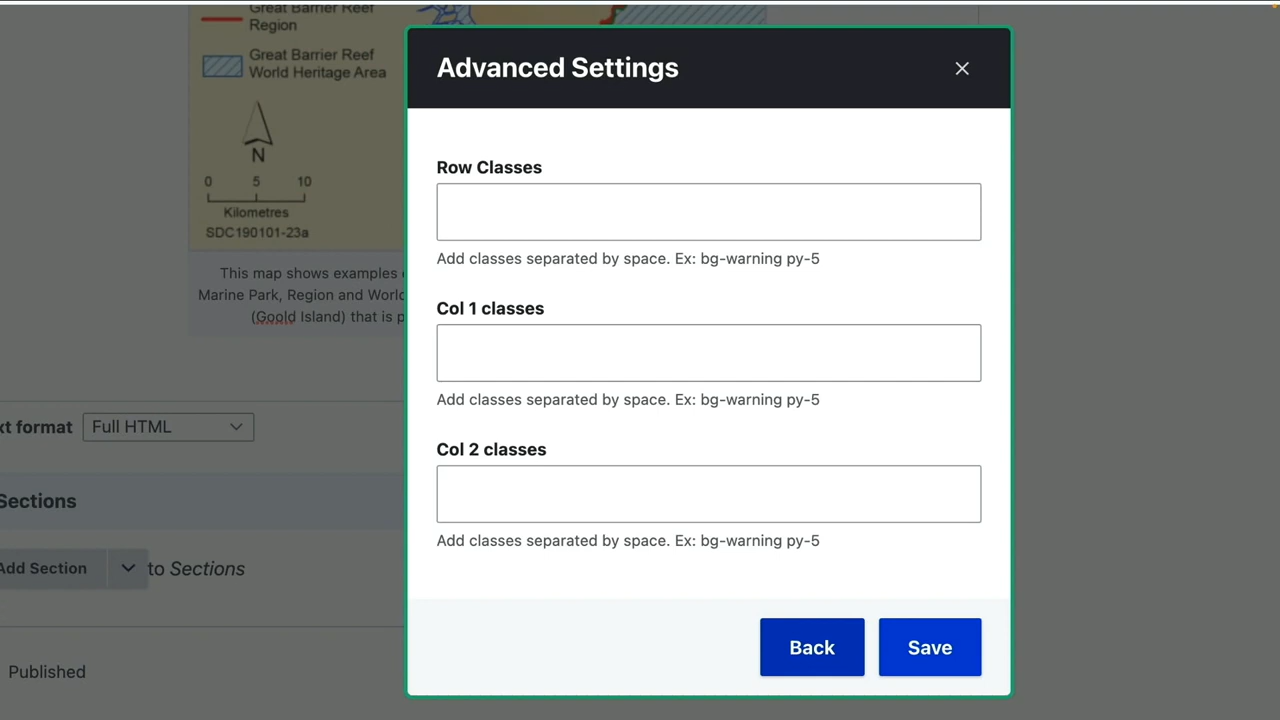 Great Barrier Reef
Region
Great Barrier Reef
World Heritage Area
N
0 5 10
Kilometres
SDC190101-23a
This map shows examples
Marine Park, Region and World
(Goold Island) that is
xt format
Full HTML
Sections
Add Section
to Sections
Published
Advanced Settings
Row Classes
Add classes separated by space. Ex: bg-warning py-5
Col 1 classes
Add classes separated by space. Ex: bg-warning py-5
Col 2 classes
Add classes separated by space. Ex: bg-warning py-5
Back
Save